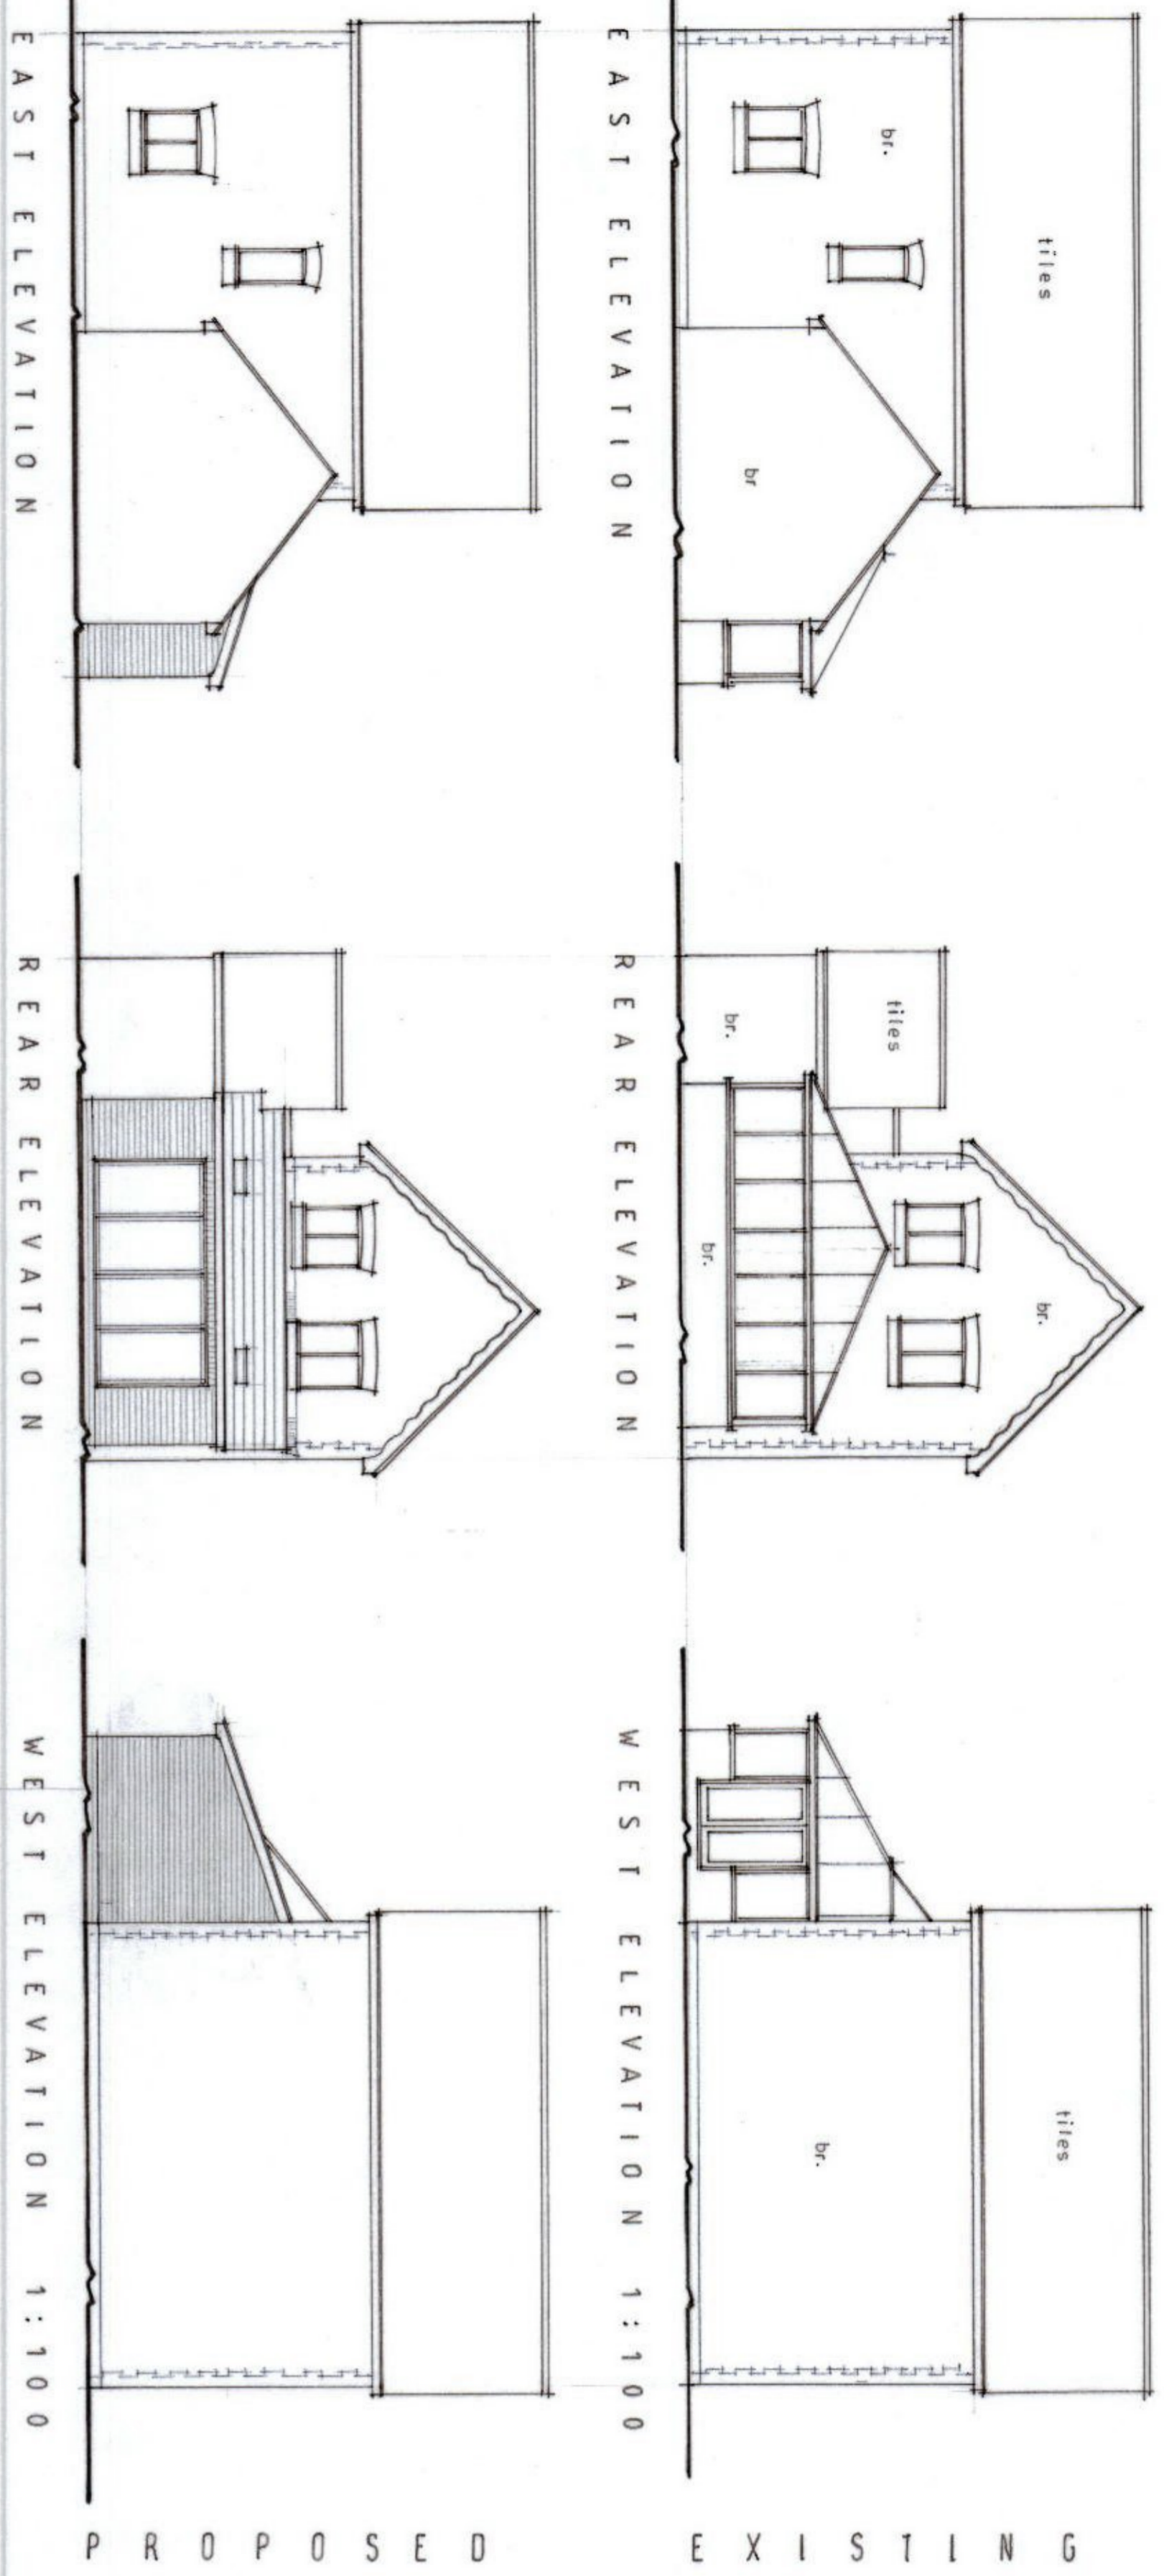 EXISTING
tiles
br.
br
EAST ELEVATION
tiles
br.
br.
br.
REAR ELEVATION
tiles
br.
WEST ELEVATION 1:100
PROPOSED
EAST ELEVATION
REAR ELEVATION
WEST ELEVATION 1:100